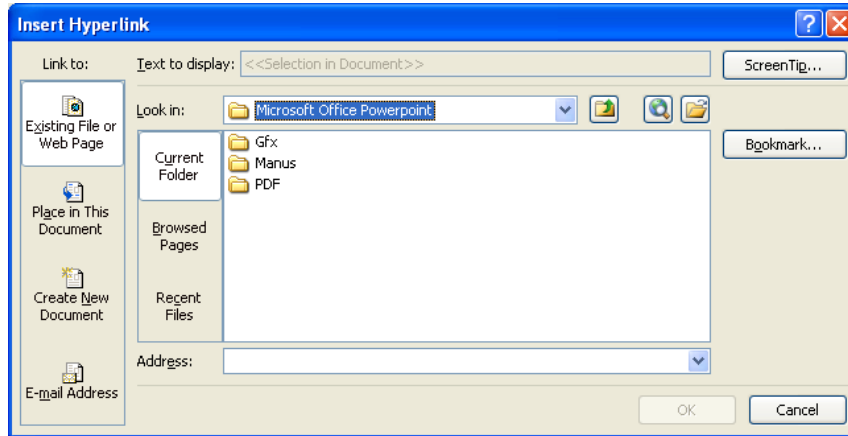 Insert Hyperlink
Link to:
Text to display: <<Selection in Document>>
ScreenTip...
Existing File or
Web Page
Look in: Microsoft Office Powerpoint
Current
Folder
Gfx
Manus
PDF
Bookmark...
Place in This
Document
Browsed
Pages
Create New
Document
Recent
Files
Address:
E-mail Address
OK
Cancel